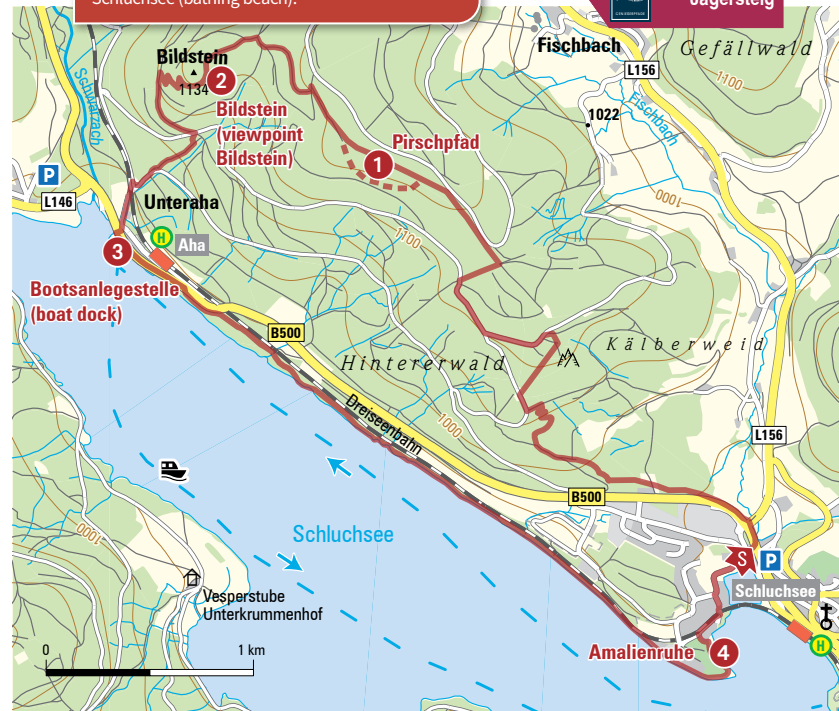 Schluchsee (bathing beach).
Jägersteig
Bildstein
1134
2
Bildstein
(viewpoint
Bildstein)
Fischbach
L156
Gefällwald
1100
Schwarzach
Fischbach
1022
Pirschpfad
1
P
L146
Unteraha
1000
H
Aha
1100
3
Bootsanlegestelle
(boat dock)
B500
Hintererwald
Kälberweid
Dreiseenbahn
1000
L156
B500
Schluchsee
1000
S
P
Schluchsee
Vesperstube
Unterkrummenhof
H
Amalienruhe
4
0
1 km